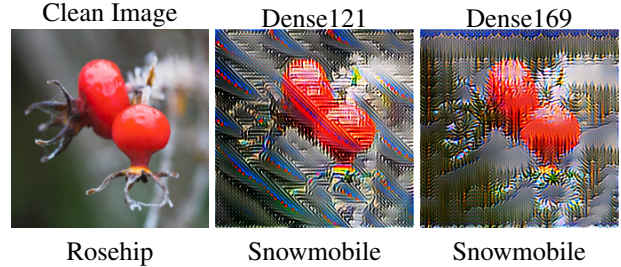 Clean Image Dense121 Dense169
Rosehip Snowmobile Snowmobile